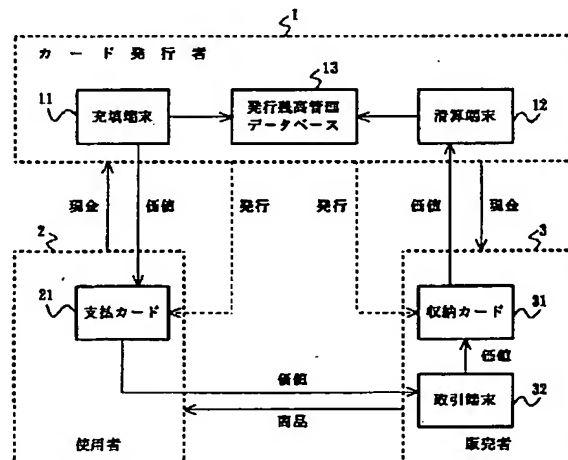 1
カード発行者
13
11
充填端末
発行残高管理
データベース
清算端末
12
現金
価値
発行
発行
価値
現金
2
3
21
支払カード
収納カード
31
価値
価値
取引端末
32
商品
使用者
販売者